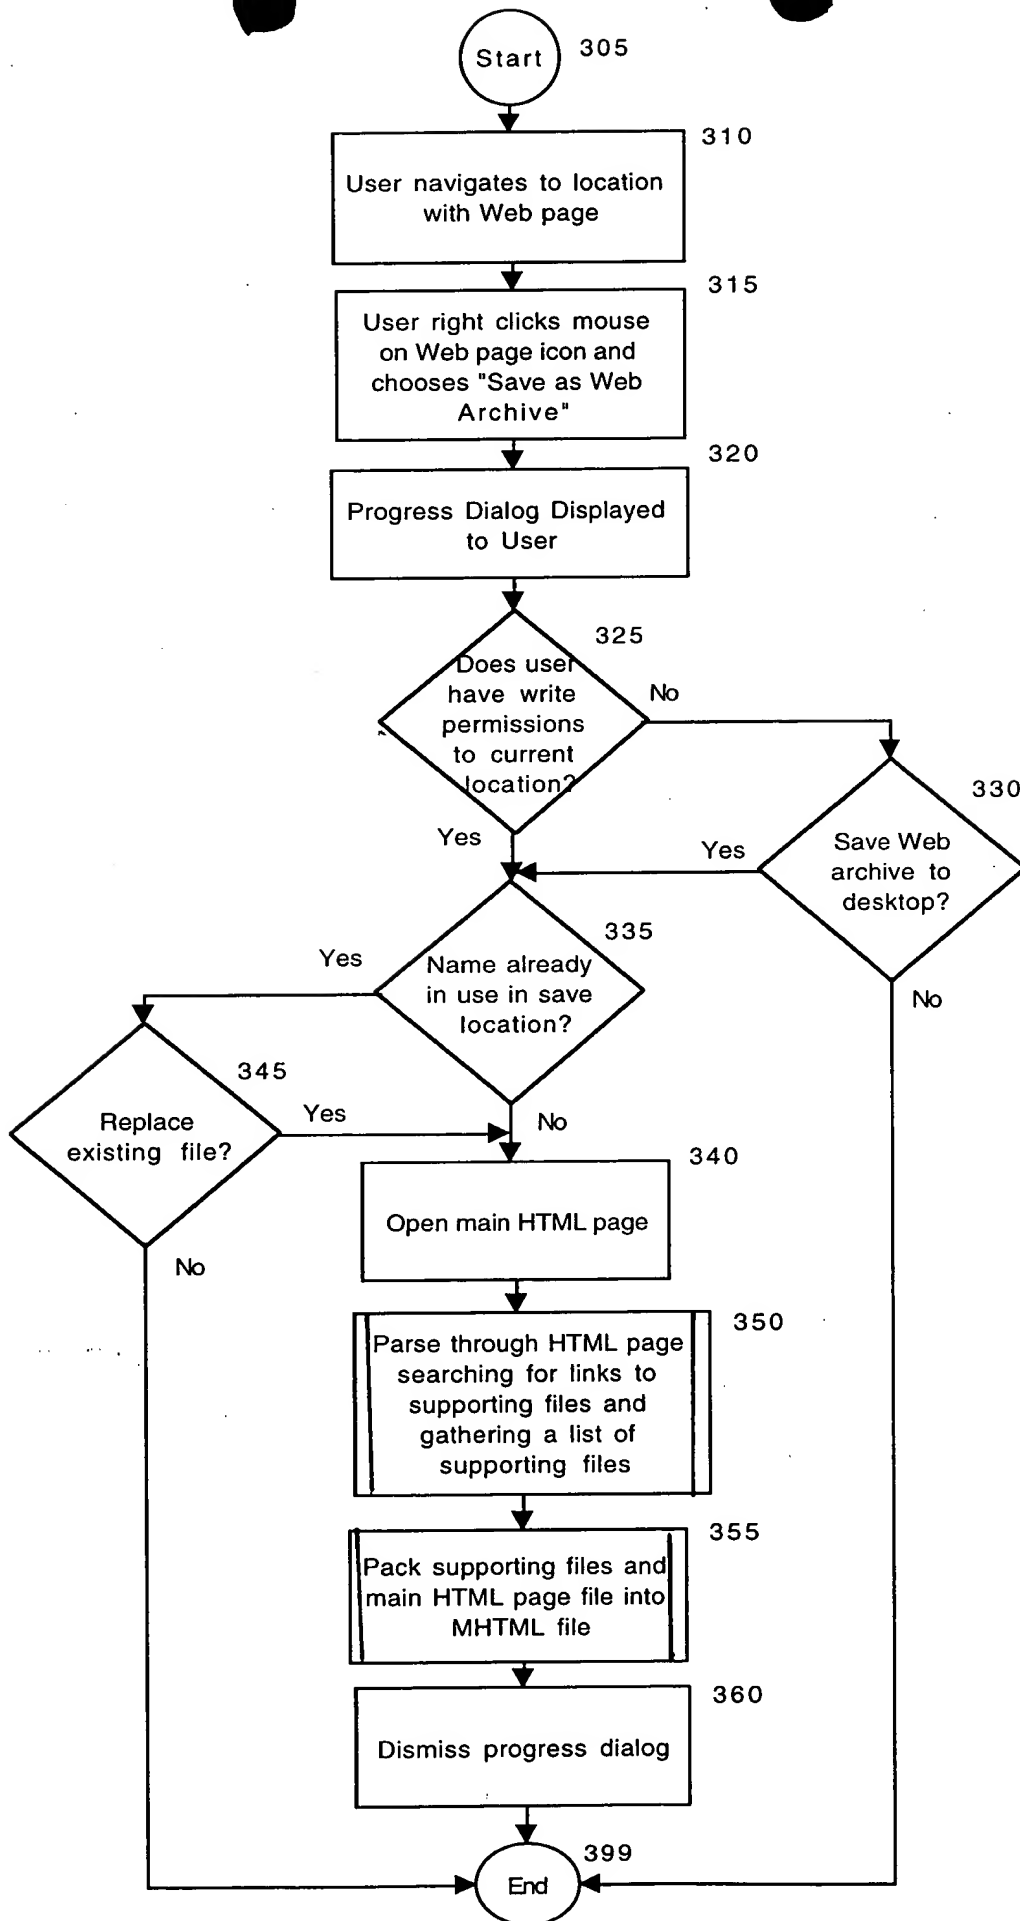 Start
305
310
User navigates to location
with Web page
315
User right clicks mouse
on Web page icon and
chooses "Save as Web
Archive"
320
Progress Dialog Displayed
to User
325
Does user
have write
permissions
to current
location?
No
Yes
330
Save Web
archive to
desktop?
Yes
No
335
Name already
in use in save
location?
Yes
No
345
Replace
existing file?
Yes
No
340
Open main HTML page
350
Parse through HTML page
searching for links to
supporting files and
gathering a list of
supporting files
355
Pack supporting files and
main HTML page file into
MHTML file
360
Dismiss progress dialog
399
End